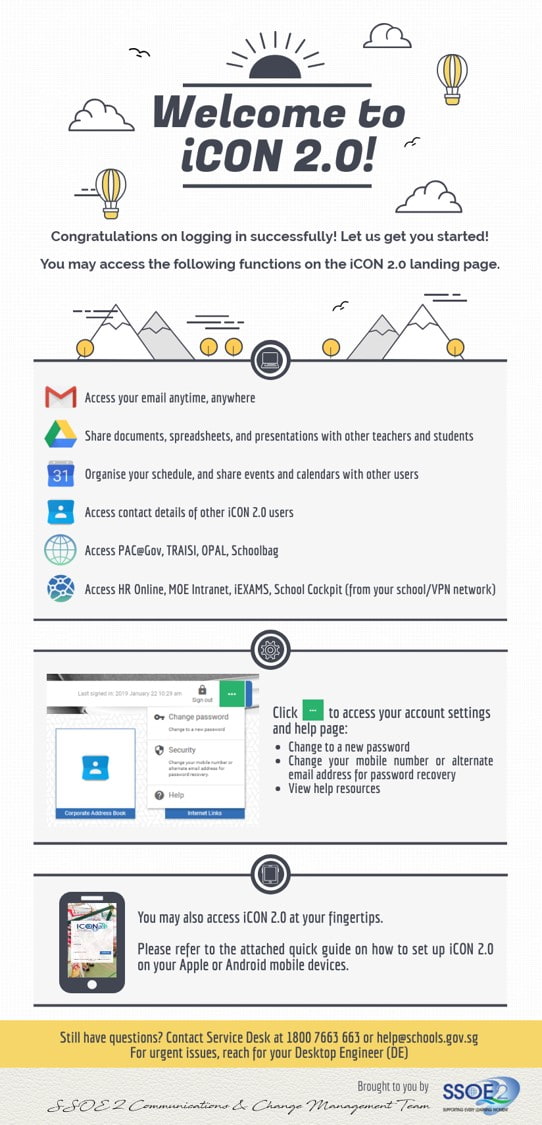 Welcome to
iCON 2.0!
Congratulations on logging in successfully! Let us get you started!
You may access the following functions on the iCON 2.0 landing page.
Access your email anytime, anywhere
Share documents, spreadsheets, and presentations with other teachers and students
31
Organise your schedule, and share events and calendars with other users
Access contact details of other iCON 2.0 users
Access PAC@Gov, TRAISI, OPAL, Schoolbag
Access HR Online, MOE Intranet, iEXAMS, School Cockpit (from your school/VPN network)
Last signed in: 2019 January 22 10:29 am
Sign out
Change password
Change to a new password
Security
Change your mobile number or
alternate email address for
password recovery
Help
Corporate Address Book
Internet Links
Click ... to access your account settings
and help page:
• Change to a new password
• Change your mobile number or alternate
email address for password recovery
• View help resources
iCON
You may also access iCON 2.0 at your fingertips.
Please refer to the attached quick guide on how to set up iCON 2.0
on your Apple or Android mobile devices.
Still have questions? Contact Service Desk at 1800 7663 663 or help@schools.gov.sg
For urgent issues, reach for your Desktop Engineer (DE)
Brought to you by
SSOE 2 Communications & Change Management Team
SSOE2
SUPPORTING EVERY LEARNING MOMENT